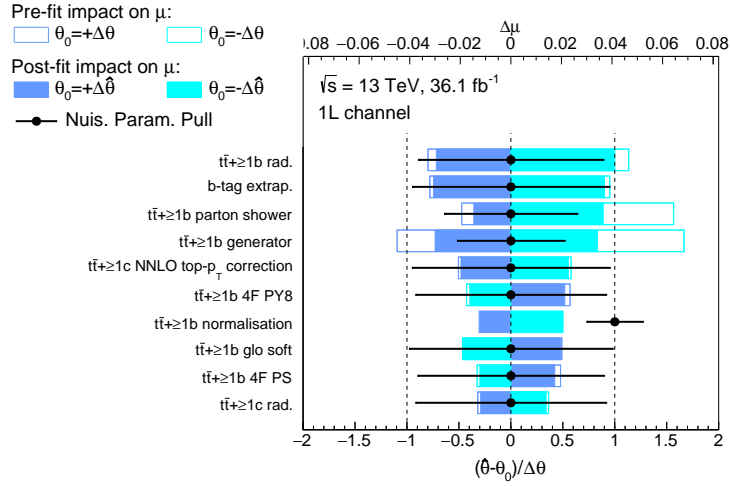 Pre-fit impact on μ:
θ₀=+Δθ θ₀=-Δθ
Post-fit impact on μ:
θ₀=+Δθ̂ θ₀=-Δθ̂
Nuis. Param. Pull
Δμ
0.08 −0.06 −0.04 −0.02 0 0.02 0.04 0.06 0.08
√s = 13 TeV, 36.1 fb⁻¹
1L channel
tt̄+≥1b rad.
b-tag extrap.
tt̄+≥1b parton shower
tt̄+≥1b generator
tt̄+≥1c NNLO top-p_T correction
tt̄+≥1b 4F PY8
tt̄+≥1b normalisation
tt̄+≥1b glo soft
tt̄+≥1b 4F PS
tt̄+≥1c rad.
−2 −1.5 −1 −0.5 0 0.5 1 1.5 2
(θ̂-θ₀)/Δθ